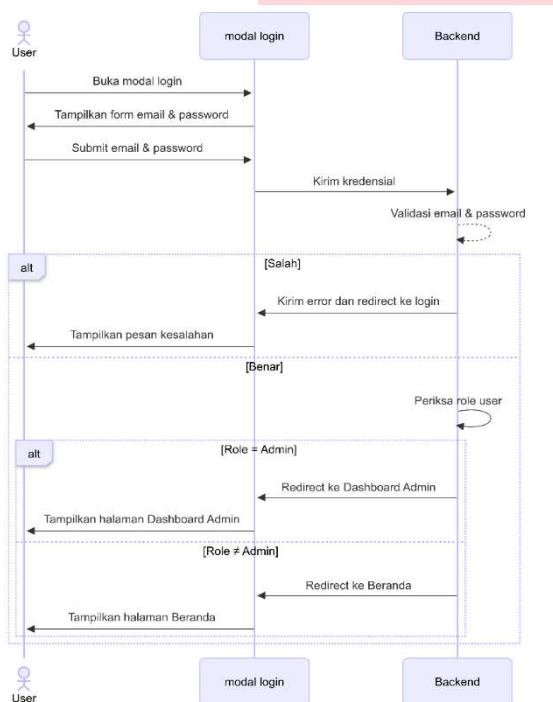 User
modal login
Backend
Buka modal login
Tampilkan form email & password
Submit email & password
Kirim kredensial
Validasi email & password
alt
[Salah]
Kirim error dan redirect ke login
Tampilkan pesan kesalahan
[Benar]
Periksa role user
alt
[Role = Admin]
Redirect ke Dashboard Admin
Tampilkan halaman Dashboard Admin
[Role ≠ Admin]
Redirect ke Beranda
Tampilkan halaman Beranda
User
modal login
Backend